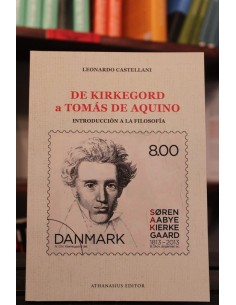 LEONARDO CASTELLANI
DE KIRKEGORD
a TOMÁS DE AQUINO
INTRODUCCIÓN A LA FILOSOFÍA
8.00
SØREN
AABYE
KIERKE
GAARD
1813-2013
DANMARK
ATHANASIUS EDITOR